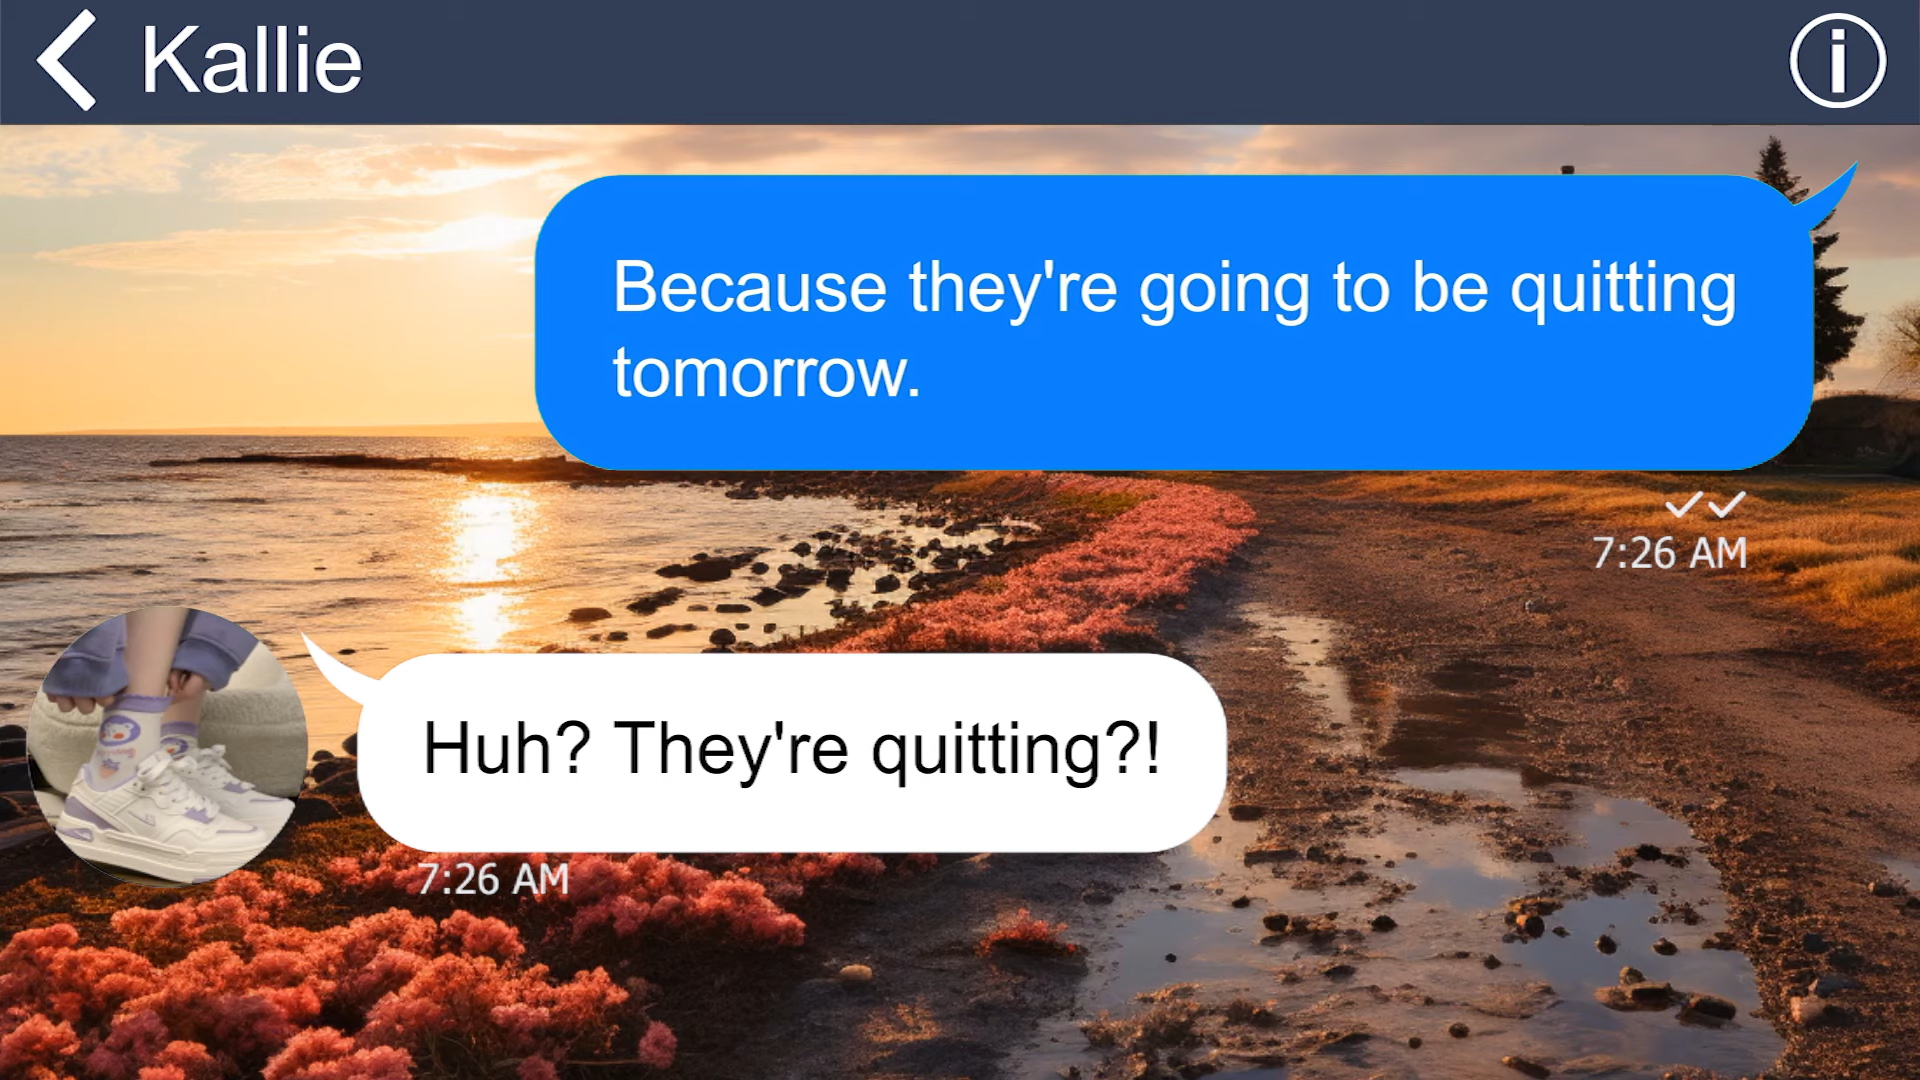 Kallie
Because they're going to be quitting
tomorrow.
7:26 AM
Huh? They're quitting?!
7:26 AM